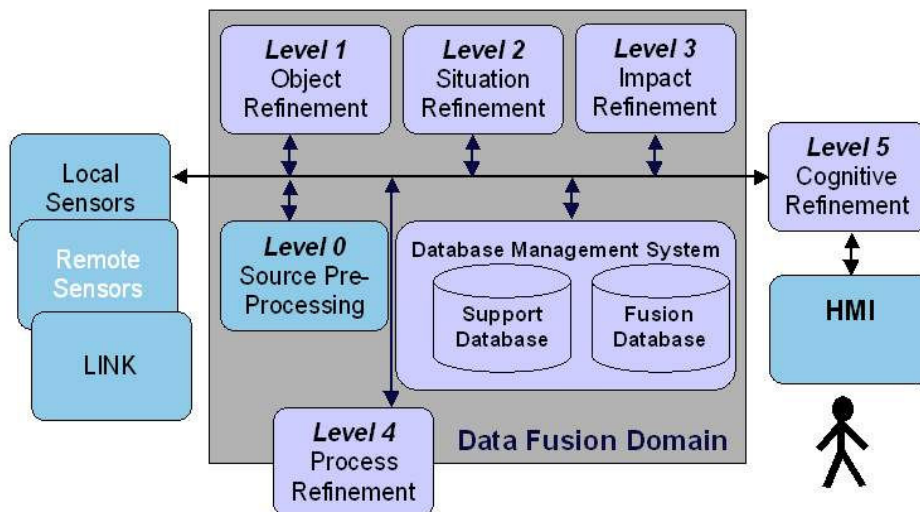 Level 1
Object
Refinement
Level 2
Situation
Refinement
Level 3
Impact
Refinement
Local
Sensors
Remote
Sensors
LINK
Level 0
Source Pre-
Processing
Database Management System
Support
Database
Fusion
Database
Level 5
Cognitive
Refinement
HMI
Level 4
Process
Refinement
Data Fusion Domain